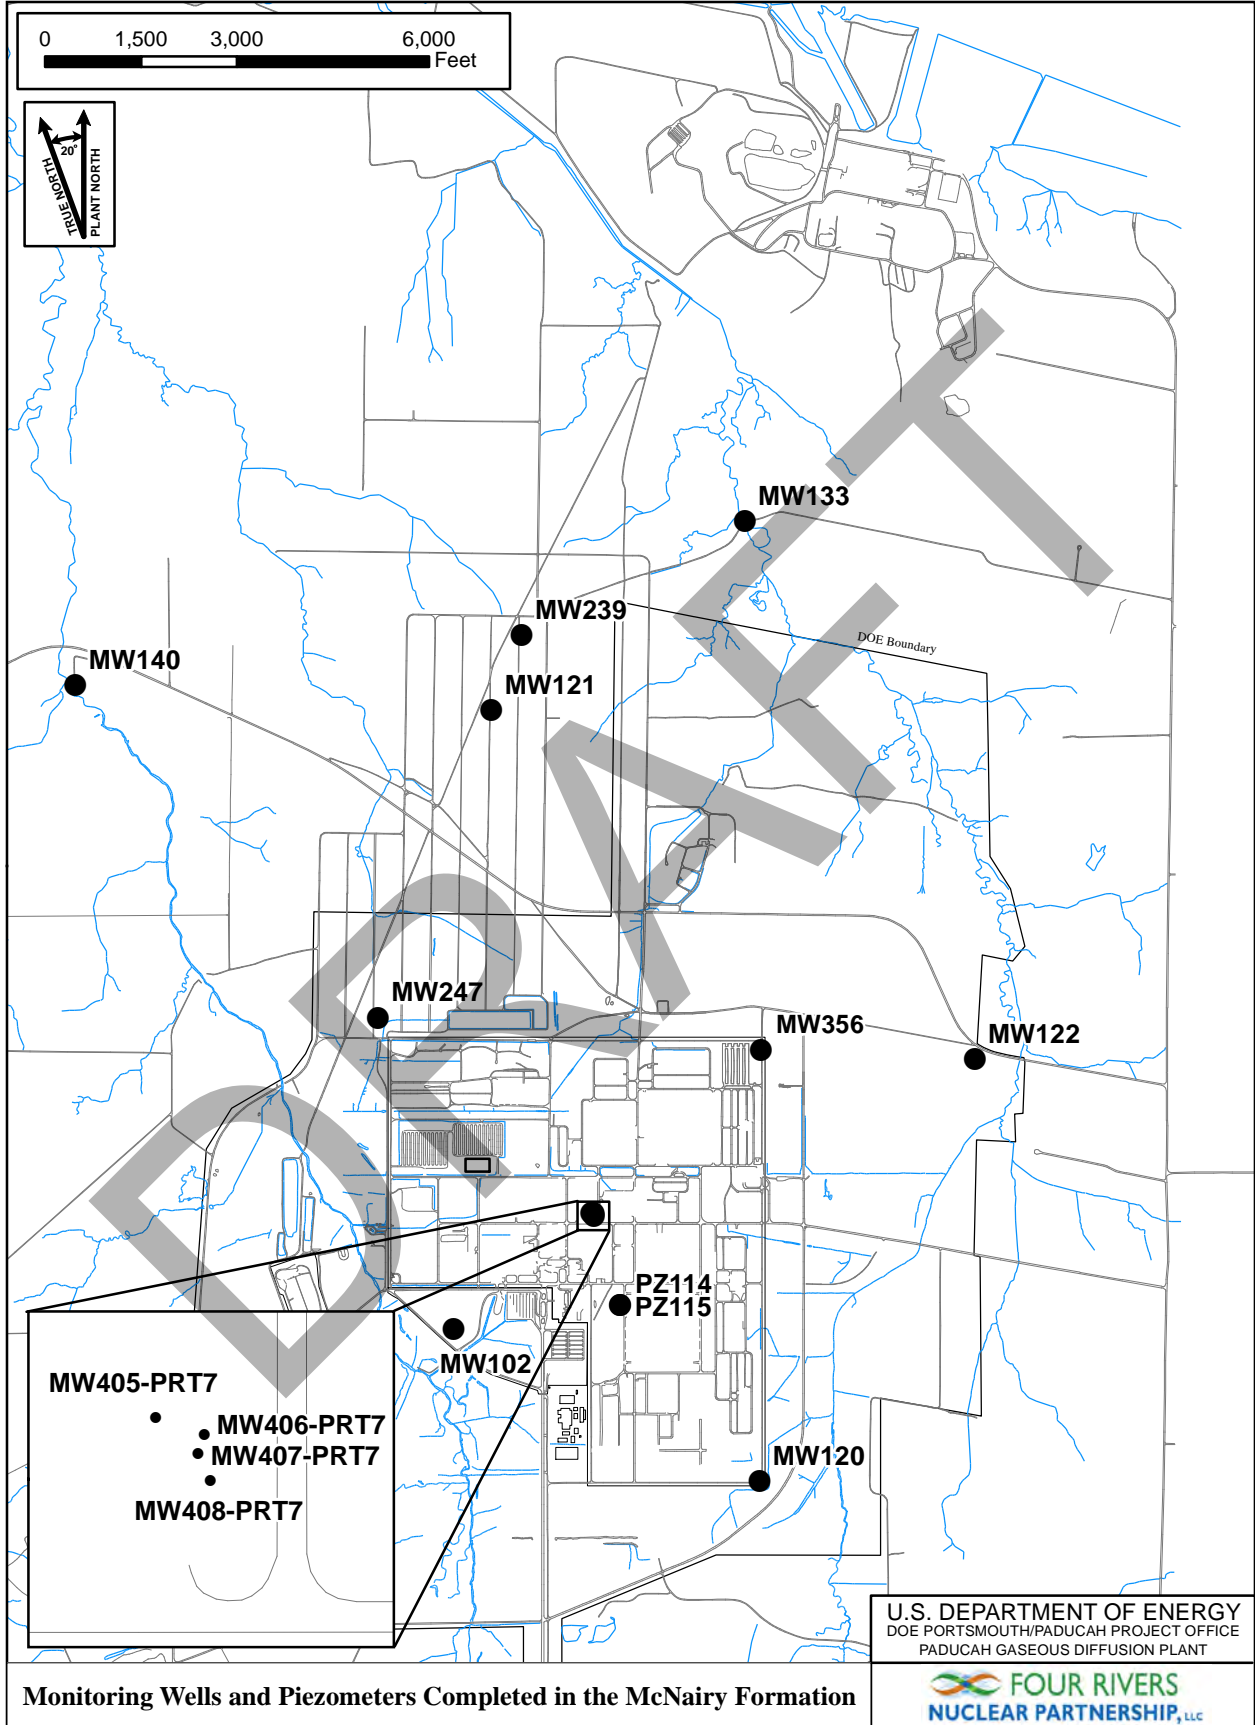 0 1,500 3,000 6,000
Feet
20°
TRUE NORTH
PLANT NORTH
MW133
MW239
DOE Boundary
MW140
MW121
MW247
MW356
MW122
PZ114
PZ115
MW102
MW405-PRT7
MW406-PRT7
MW407-PRT7
MW120
MW408-PRT7
DRAFT
U.S. DEPARTMENT OF ENERGY
DOE PORTSMOUTH/PADUCAH PROJECT OFFICE
PADUCAH GASEOUS DIFFUSION PLANT
Monitoring Wells and Piezometers Completed in the McNairy Formation
FOUR RIVERS
NUCLEAR PARTNERSHIP, LLC